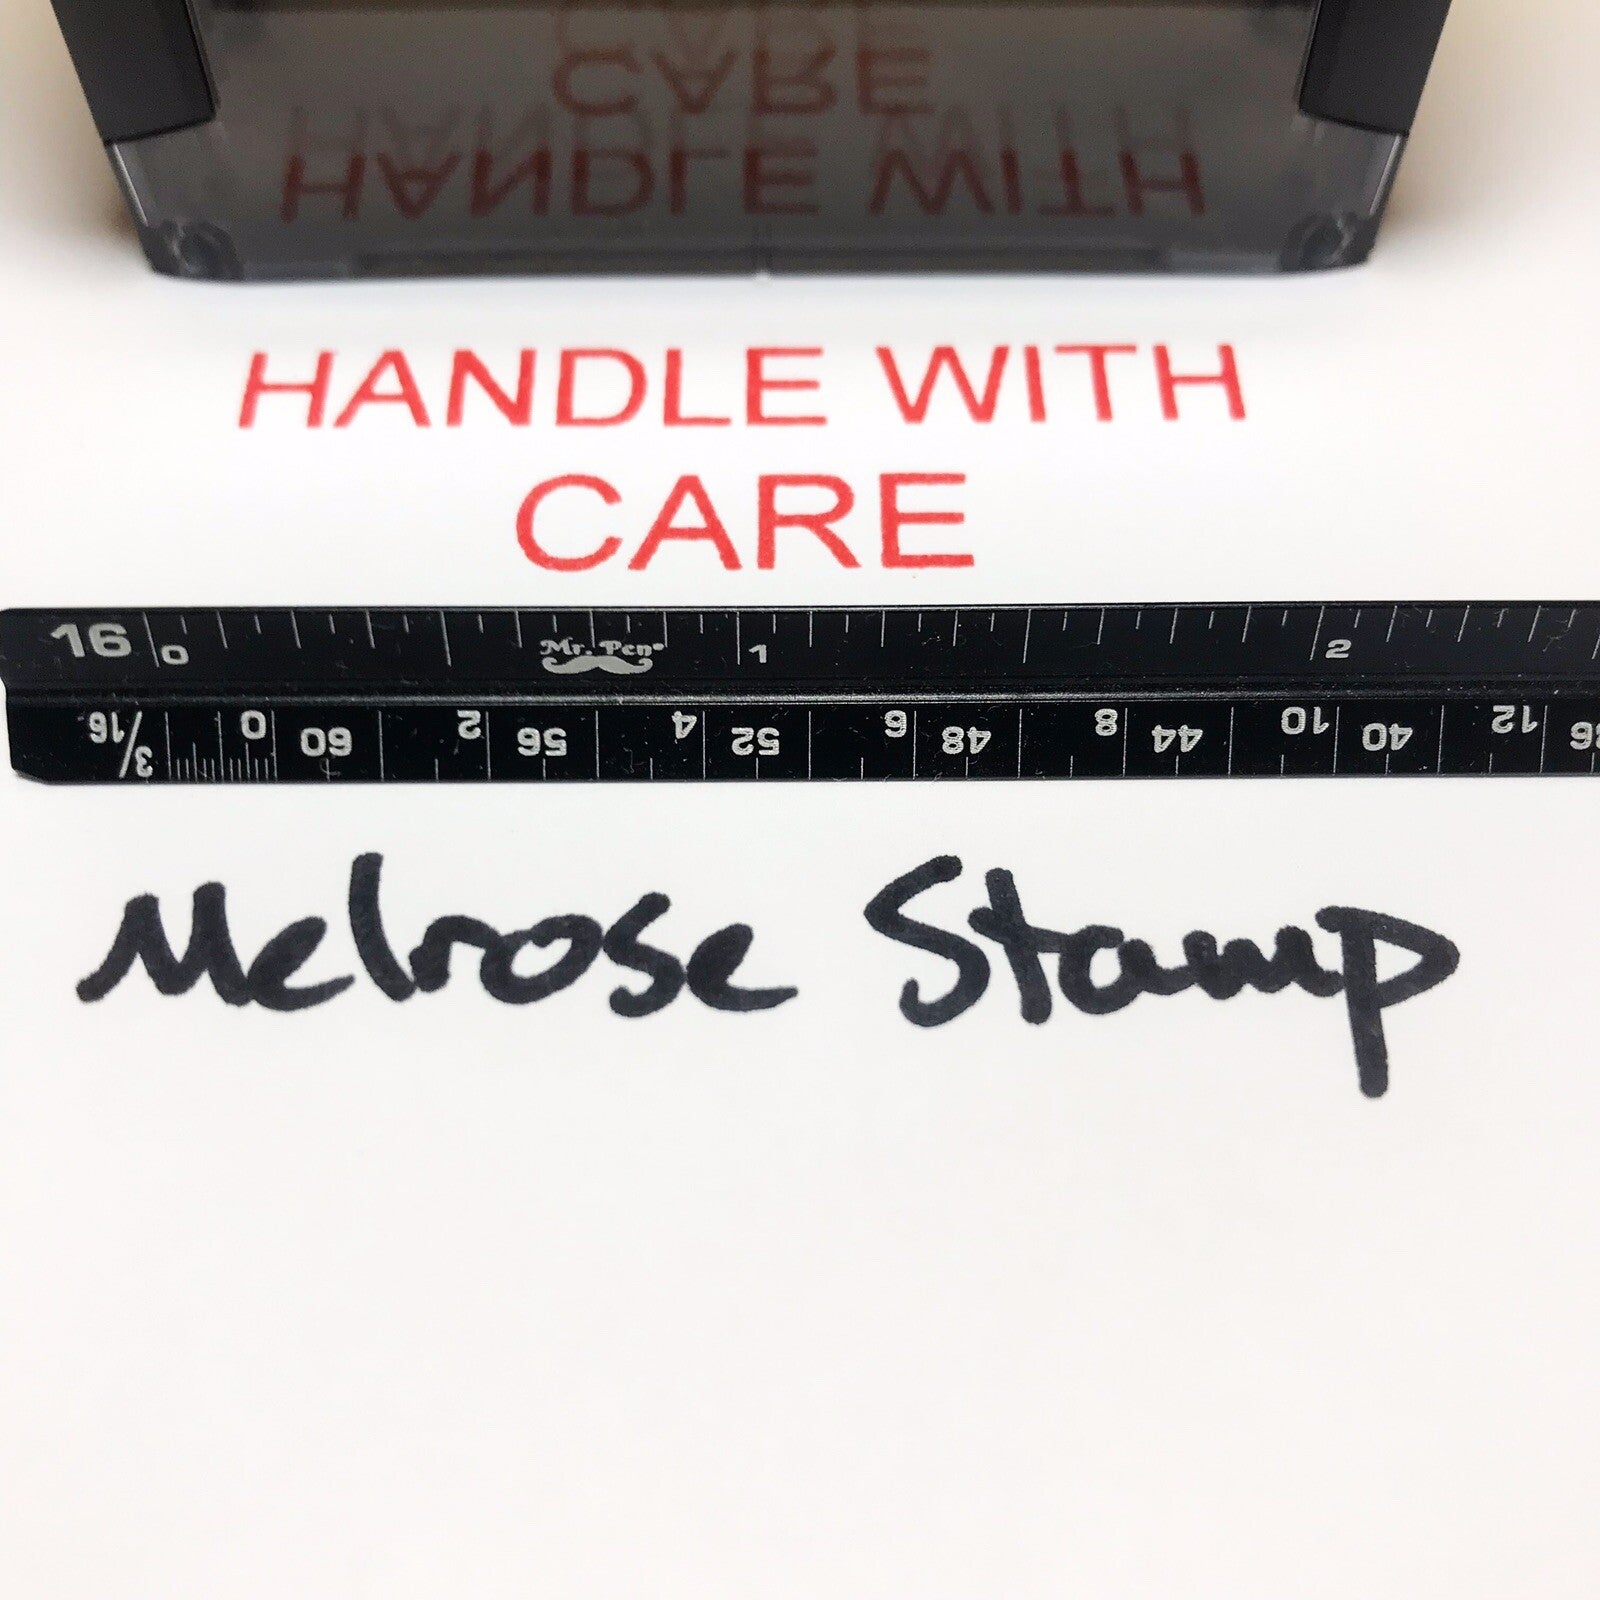 CARE
HANDLE WITH
HANDLE WITH
CARE
16 0 Mr. Pen 1 2
3/16 0 60 2 56 4 52 6 48 8 44 10 40 12 36
Melrose Stamp